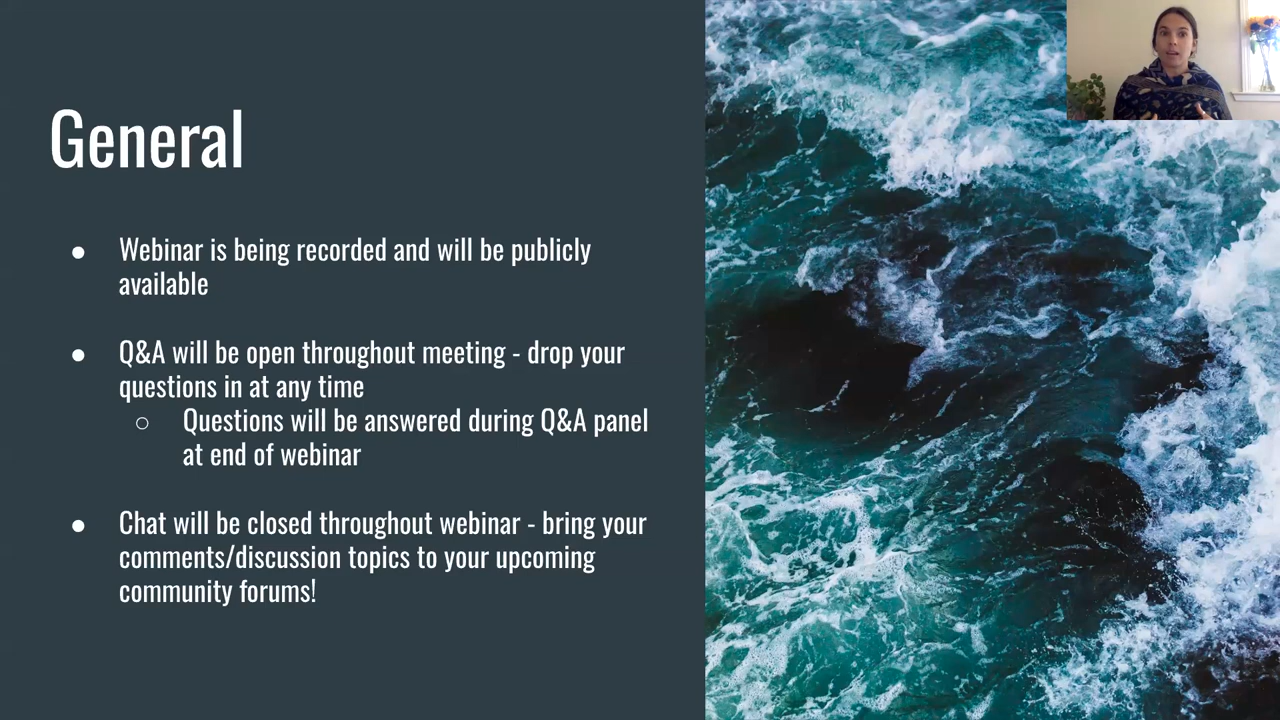 General
● Webinar is being recorded and will be publicly
available
● Q&A will be open throughout meeting - drop your
questions in at any time
○ Questions will be answered during Q&A panel
at end of webinar
● Chat will be closed throughout webinar - bring your
comments/discussion topics to your upcoming
community forums!